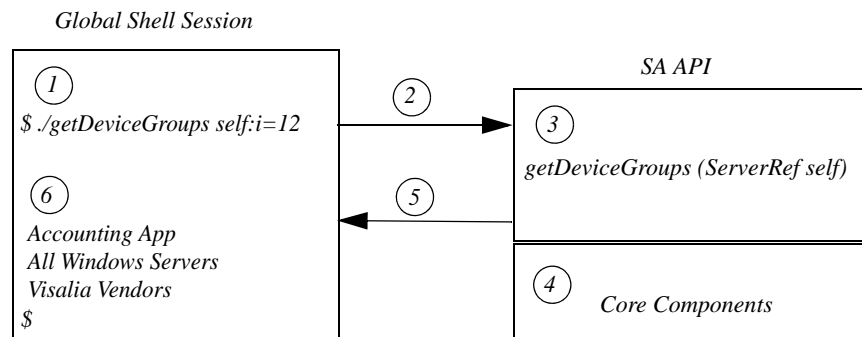 Global Shell Session
1
$ ./getDeviceGroups self:i=12
6
Accounting App
All Windows Servers
Visalia Vendors
$
2
5
SA API
3
getDeviceGroups (ServerRef self)
4
Core Components